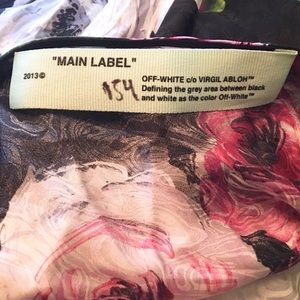 "MAIN LABEL"
2013©
154
OFF-WHITE c/o VIRGIL ABLOH™
Defining the grey area between black
and white as the color Off-White™